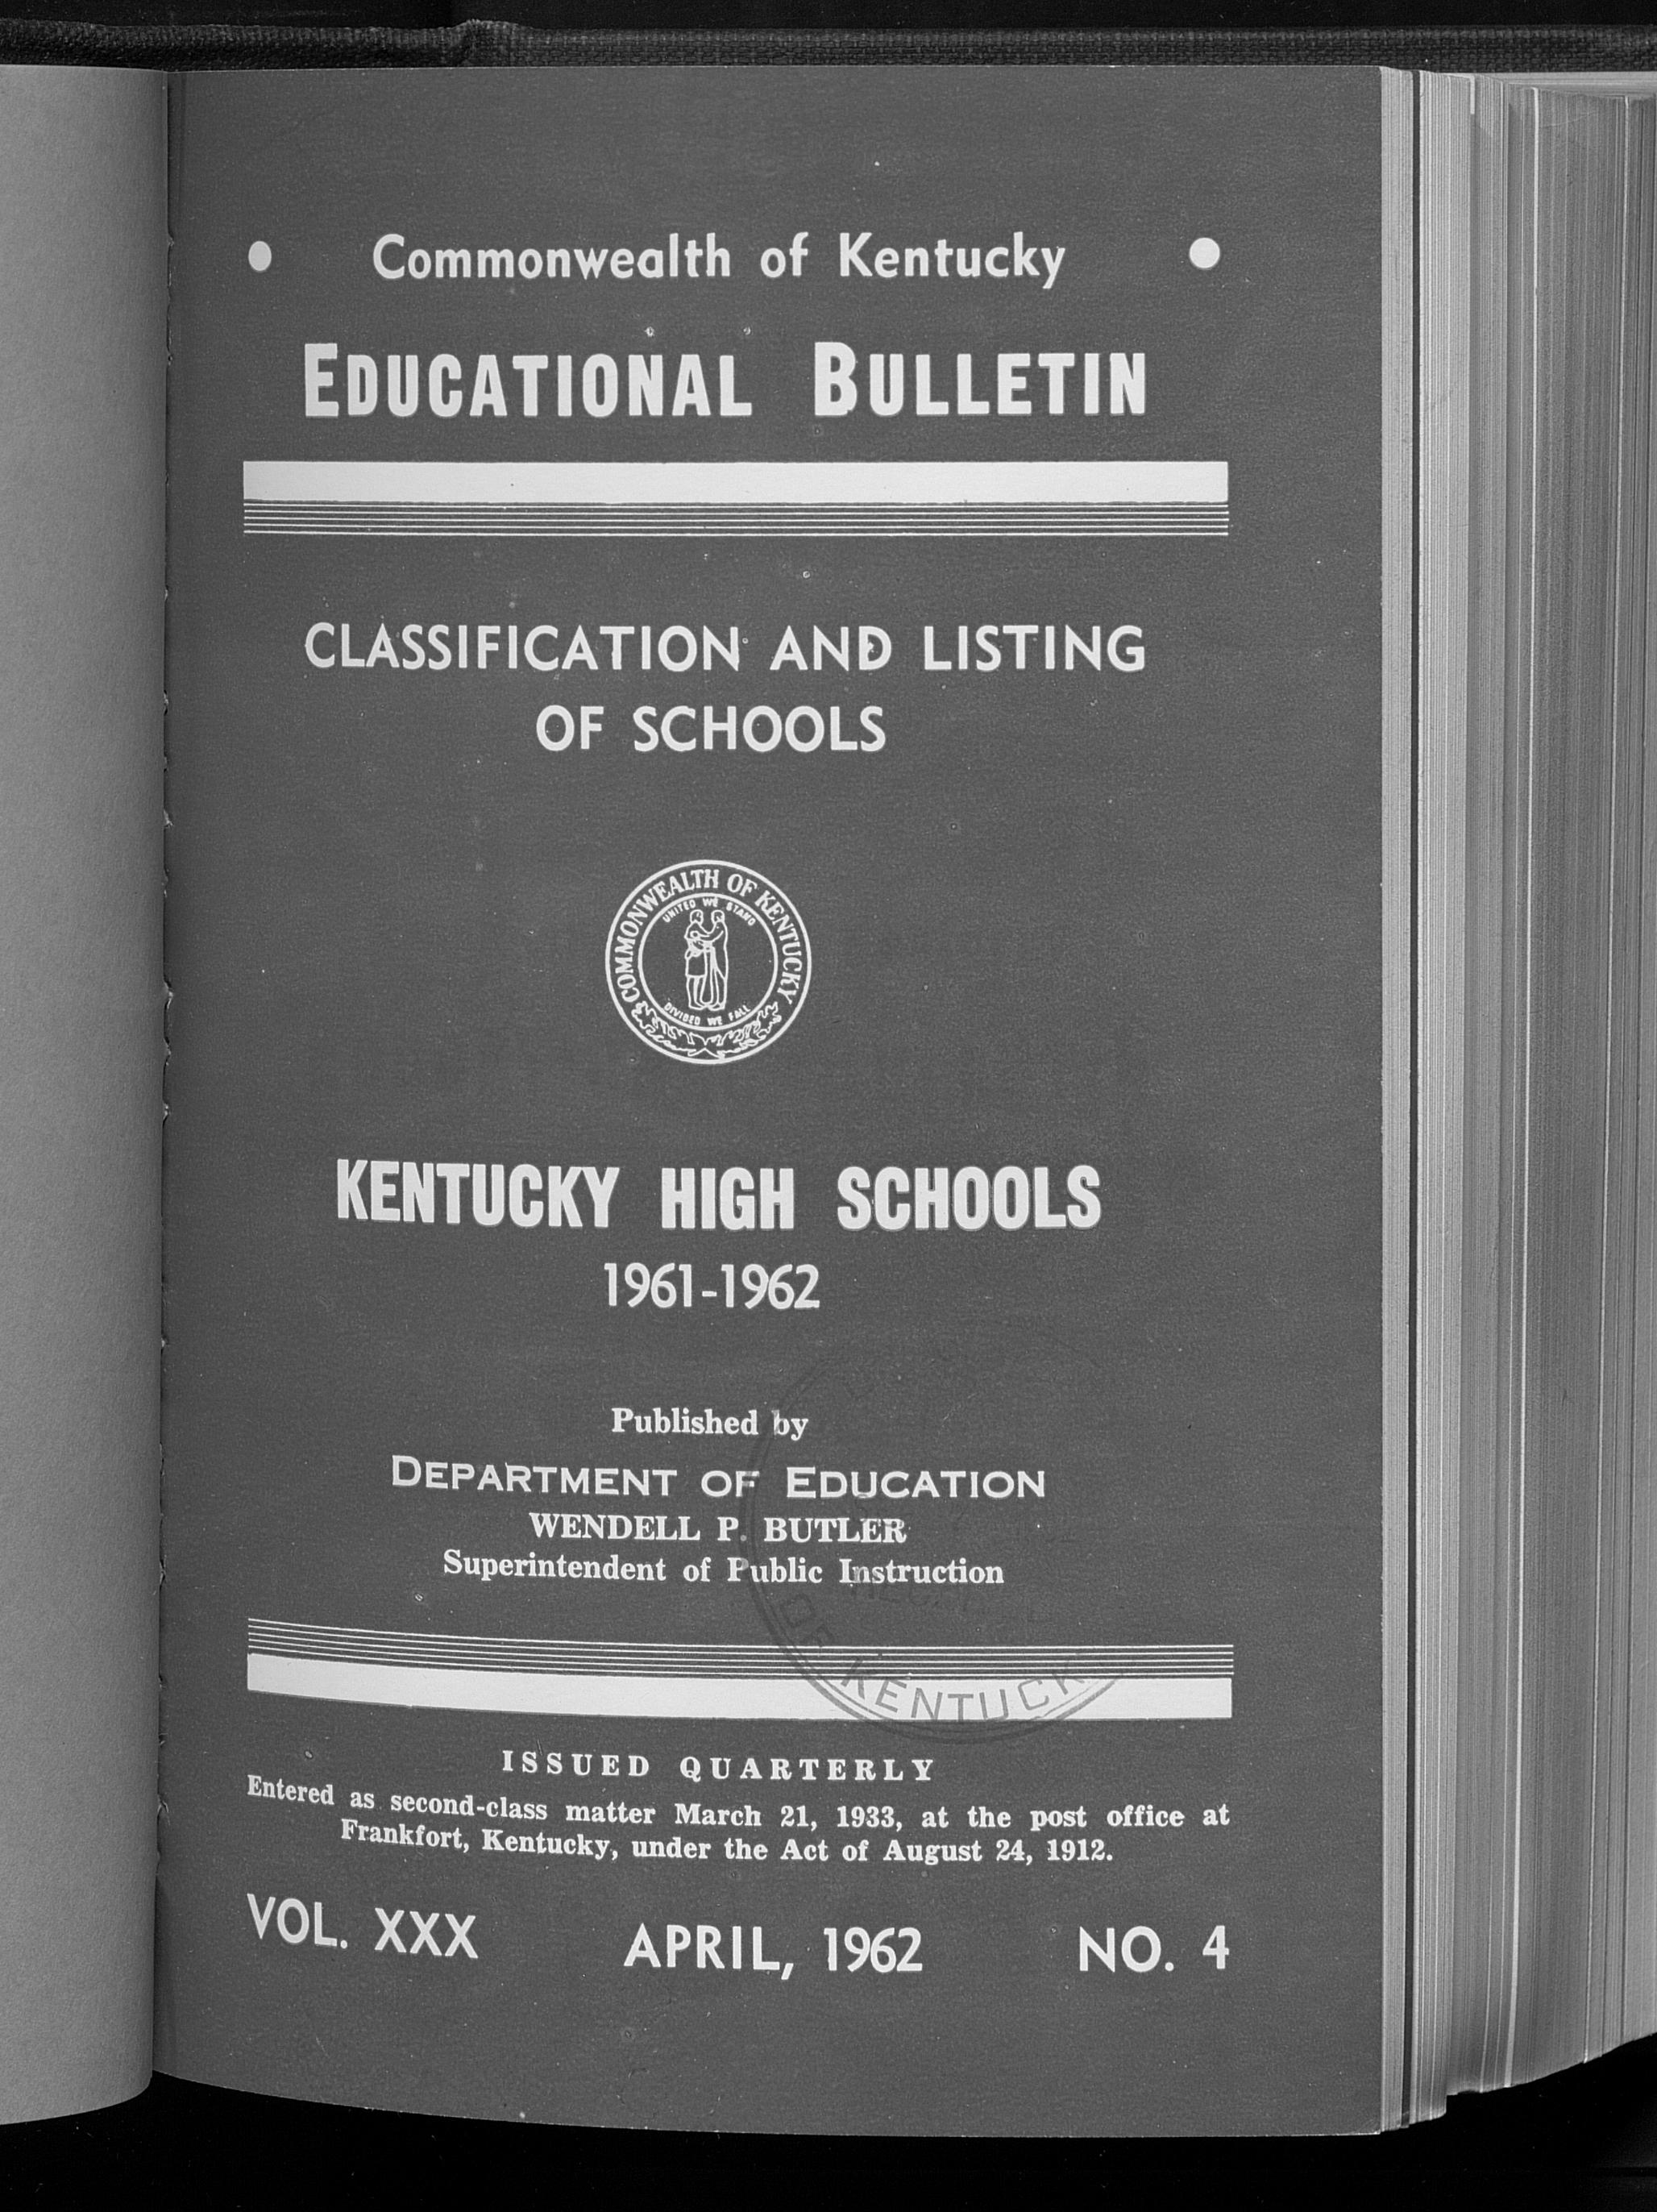 Commonwealth of Kentucky
EDUCATIONAL BULLETIN
CLASSIFICATION AND LISTING
OF SCHOOLS
COMMONWEALTH OF KENTUCKY
UNITED WE STAND
DIVIDED WE FALL
KENTUCKY HIGH SCHOOLS
1961-1962
Published by
DEPARTMENT OF EDUCATION
WENDELL P. BUTLER
Superintendent of Public Instruction
OF KENTUCK
ISSUED QUARTERLY
Entered as second-class matter March 21, 1933, at the post office at
Frankfort, Kentucky, under the Act of August 24, 1912.
VOL. XXX APRIL, 1962 NO. 4